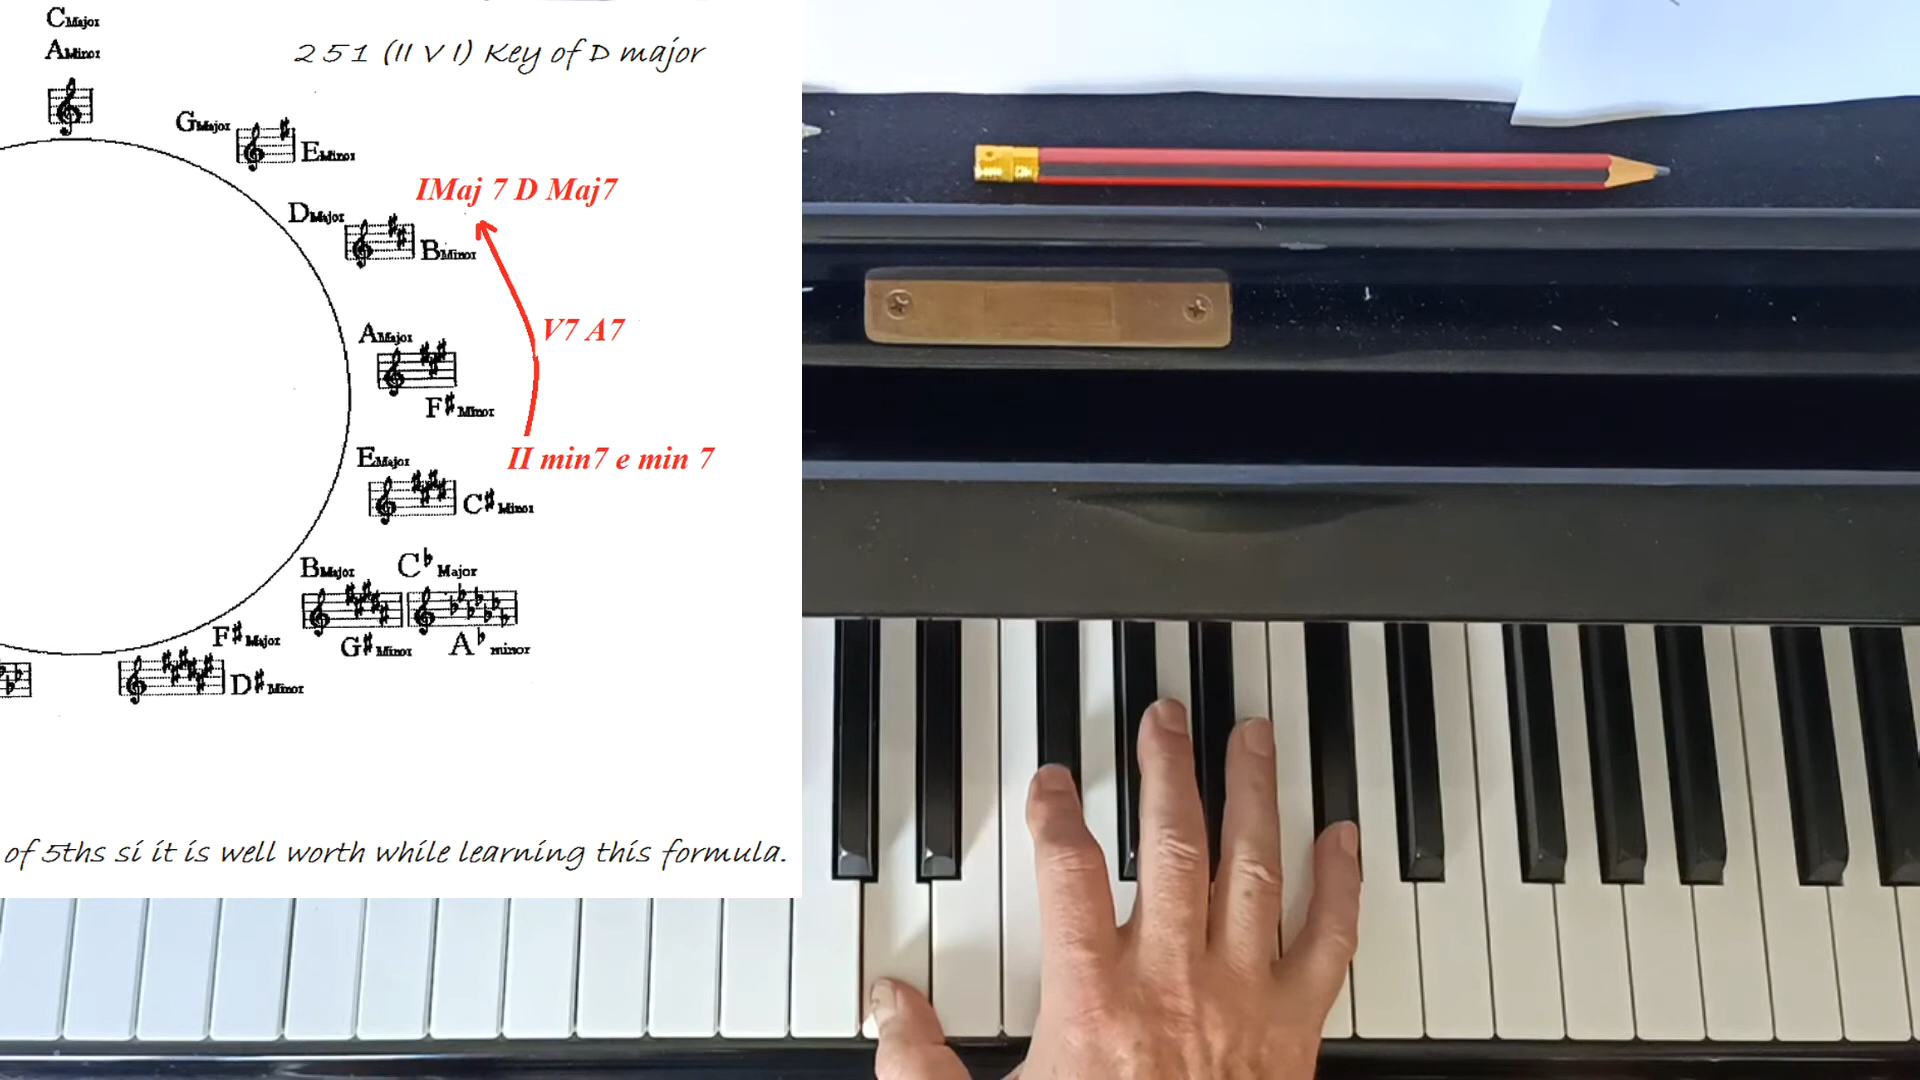 C Major
A Minor
2 5 1 (II V I) Key of D major
G Major
E Minor
IMaj 7 D Maj7
D Major
B Minor
V7 A7
A Major
F# Minor
II min7 e min 7
E Major
C# Minor
B Major
C♭ Major
G# Minor
A♭ minor
F# Major
D# Minor
of 5ths si it is well worth while learning this formula.